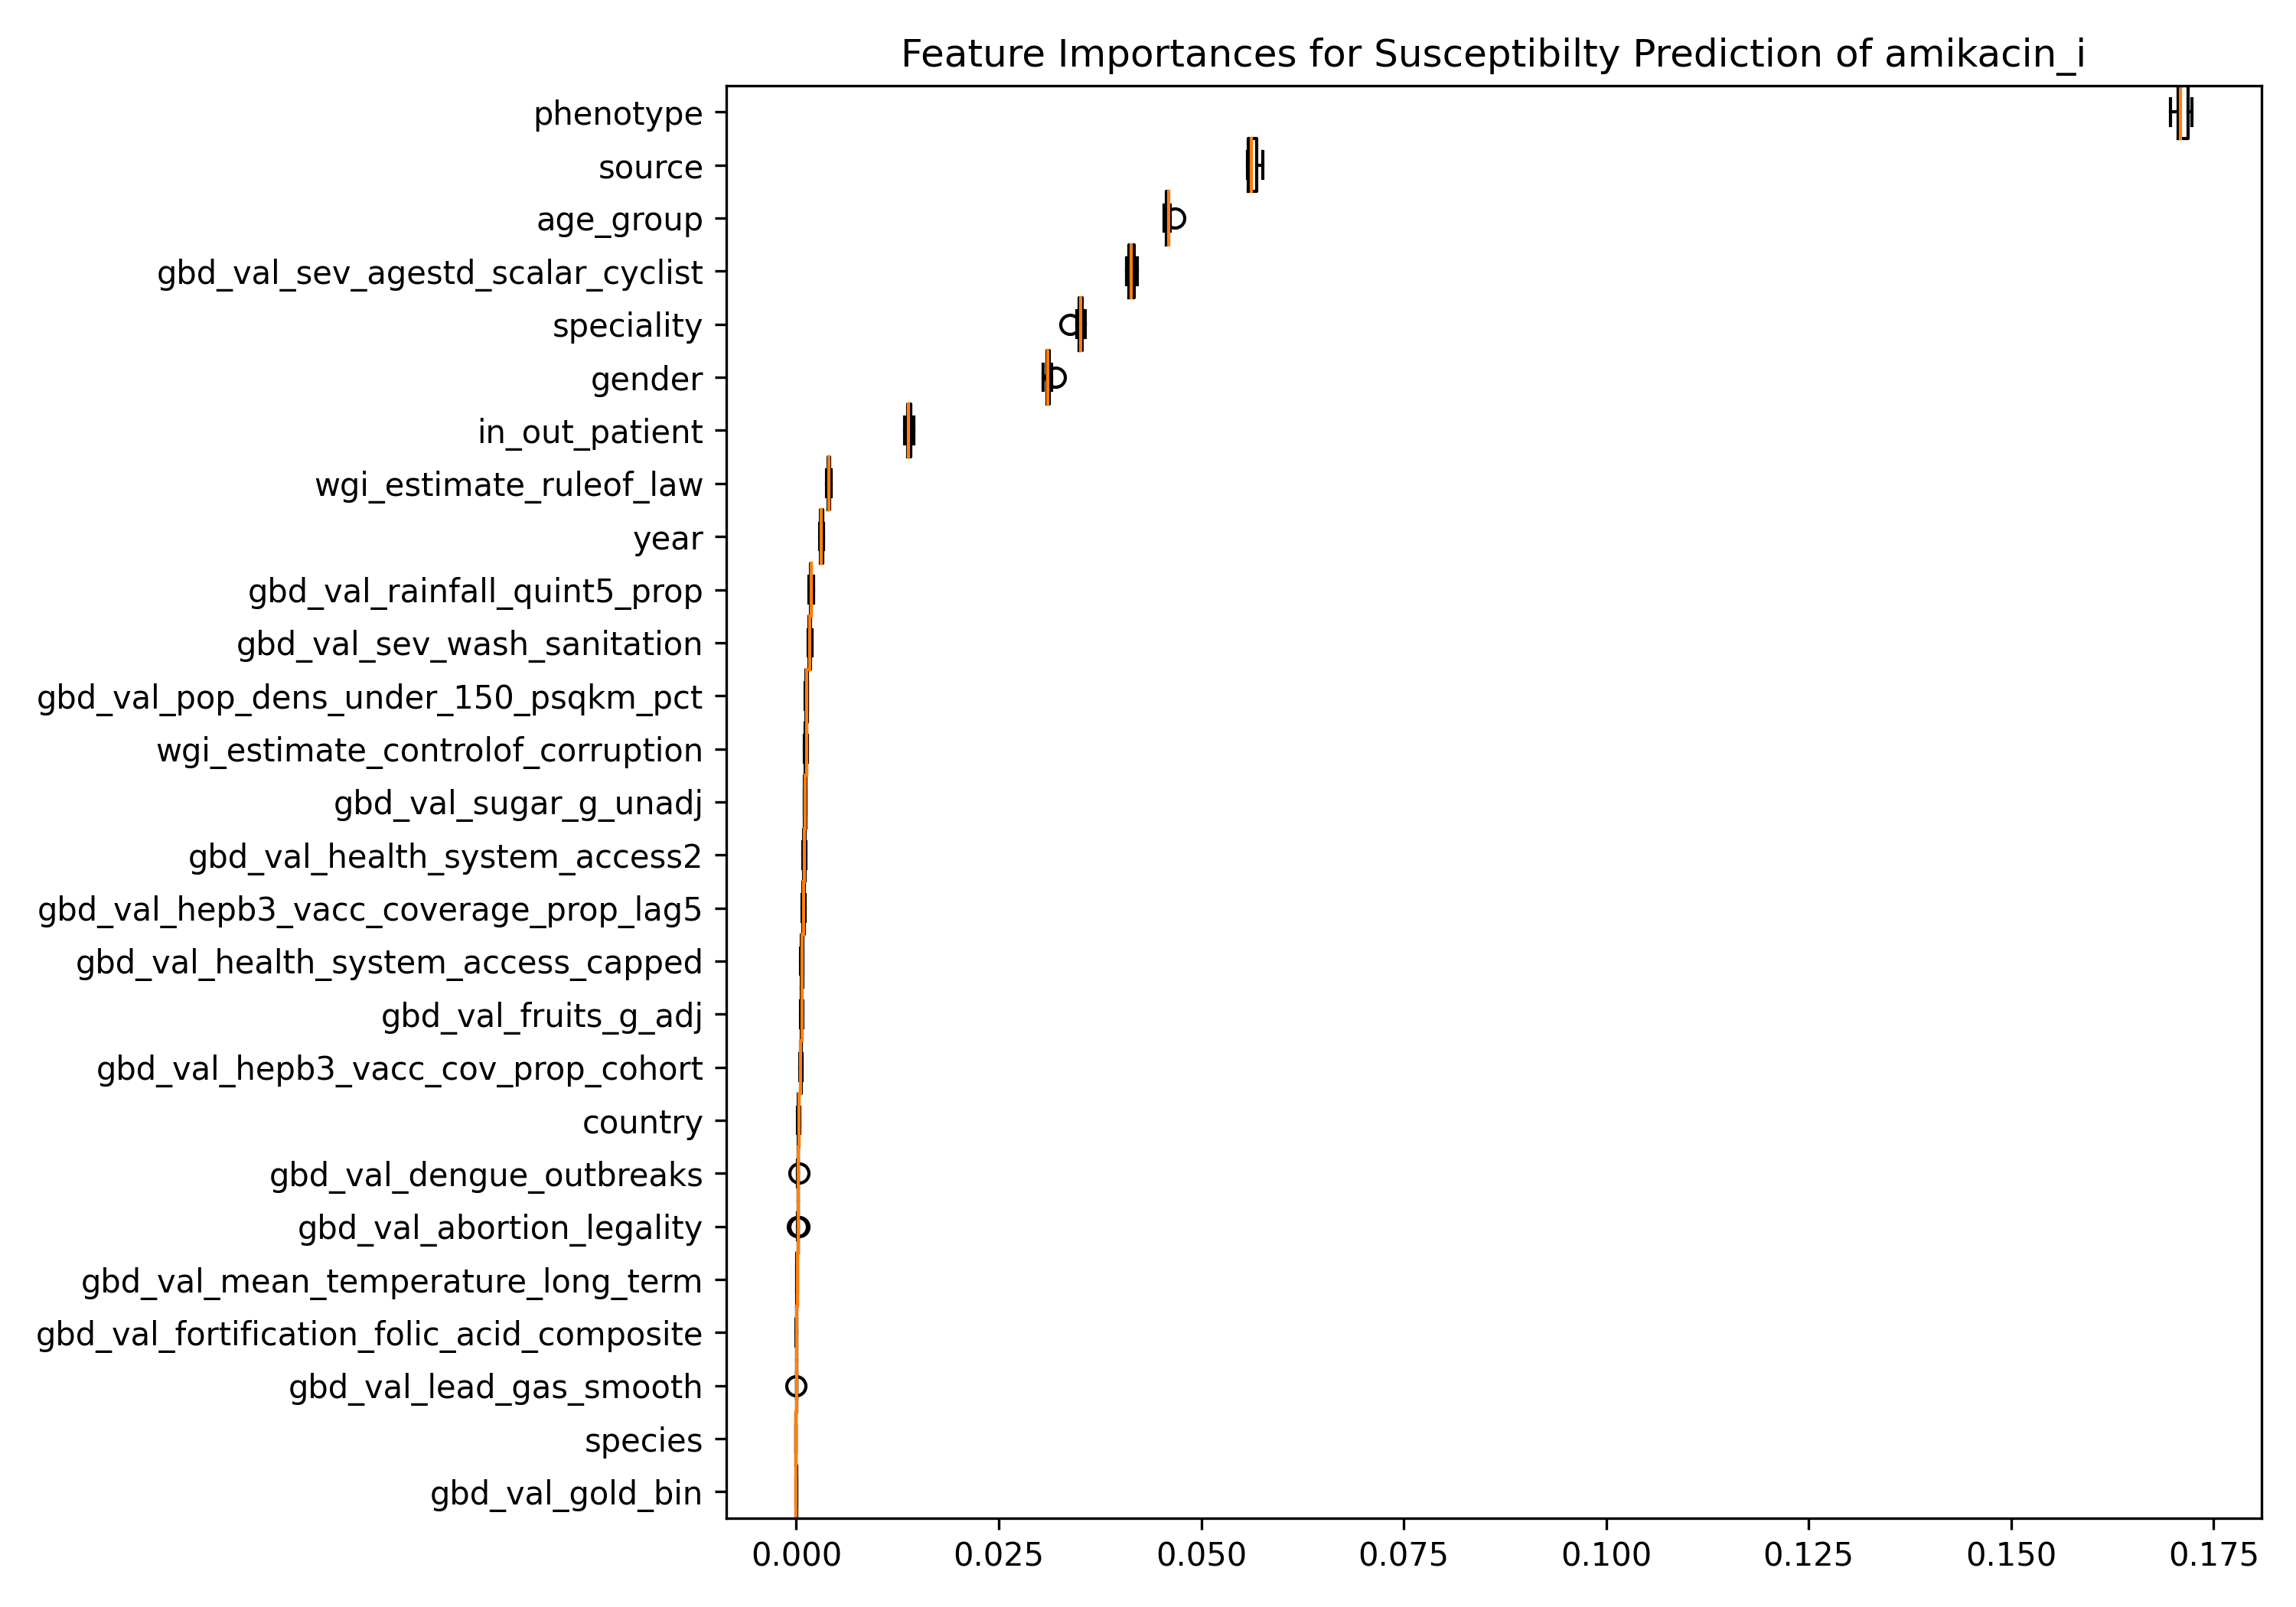 Feature Importances for Susceptibilty Prediction of amikacin_i
phenotype
source
age_group
gbd_val_sev_agestd_scalar_cyclist
speciality
gender
in_out_patient
wgi_estimate_ruleof_law
year
gbd_val_rainfall_quint5_prop
gbd_val_sev_wash_sanitation
gbd_val_pop_dens_under_150_psqkm_pct
wgi_estimate_controlof_corruption
gbd_val_sugar_g_unadj
gbd_val_health_system_access2
gbd_val_hepb3_vacc_coverage_prop_lag5
gbd_val_health_system_access_capped
gbd_val_fruits_g_adj
gbd_val_hepb3_vacc_cov_prop_cohort
country
gbd_val_dengue_outbreaks
gbd_val_abortion_legality
gbd_val_mean_temperature_long_term
gbd_val_fortification_folic_acid_composite
gbd_val_lead_gas_smooth
species
gbd_val_gold_bin
0.000 0.025 0.050 0.075 0.100 0.125 0.150 0.175